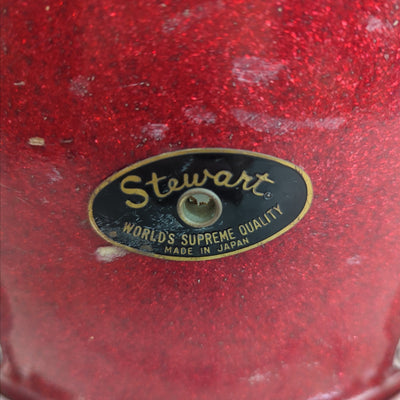 Stewart
WORLD'S SUPREME QUALITY
MADE IN JAPAN